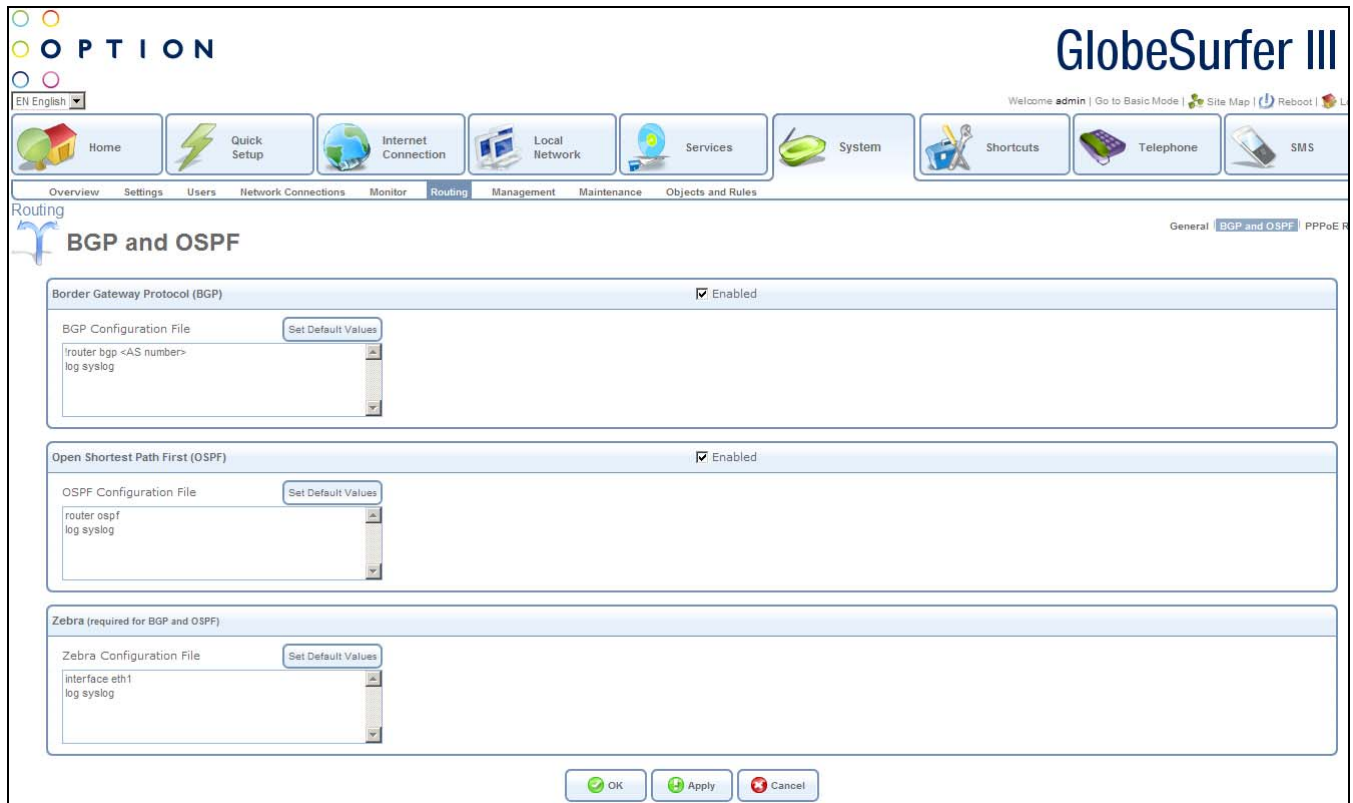 OPTION
GlobeSurfer III
EN English
Welcome admin | Go to Basic Mode | Site Map | Reboot |
Home
Quick Setup
Internet Connection
Local Network
Services
System
Shortcuts
Telephone
SMS
Overview Settings Users Network Connections Monitor Routing Management Maintenance Objects and Rules
Routing
General | BGP and OSPF | PPPoE R
BGP and OSPF
Border Gateway Protocol (BGP) Enabled
BGP Configuration File Set Default Values
!router bgp <AS number>
log syslog
Open Shortest Path First (OSPF) Enabled
OSPF Configuration File Set Default Values
router ospf
log syslog
Zebra (required for BGP and OSPF)
Zebra Configuration File Set Default Values
interface eth1
log syslog
OK Apply Cancel